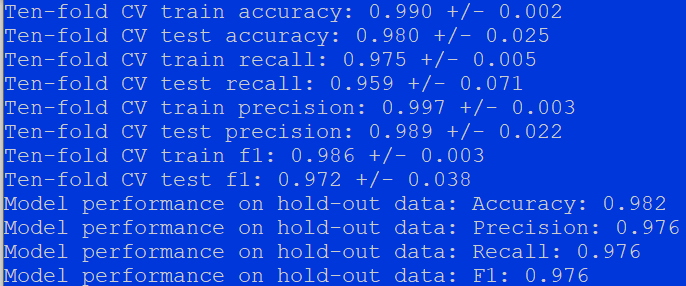 Ten-fold CV train accuracy: 0.990 +/- 0.002
Ten-fold CV test accuracy: 0.980 +/- 0.025
Ten-fold CV train recall: 0.975 +/- 0.005
Ten-fold CV test recall: 0.959 +/- 0.071
Ten-fold CV train precision: 0.997 +/- 0.003
Ten-fold CV test precision: 0.989 +/- 0.022
Ten-fold CV train f1: 0.986 +/- 0.003
Ten-fold CV test f1: 0.972 +/- 0.038
Model performance on hold-out data: Accuracy: 0.982
Model performance on hold-out data: Precision: 0.976
Model performance on hold-out data: Recall: 0.976
Model performance on hold-out data: F1: 0.976